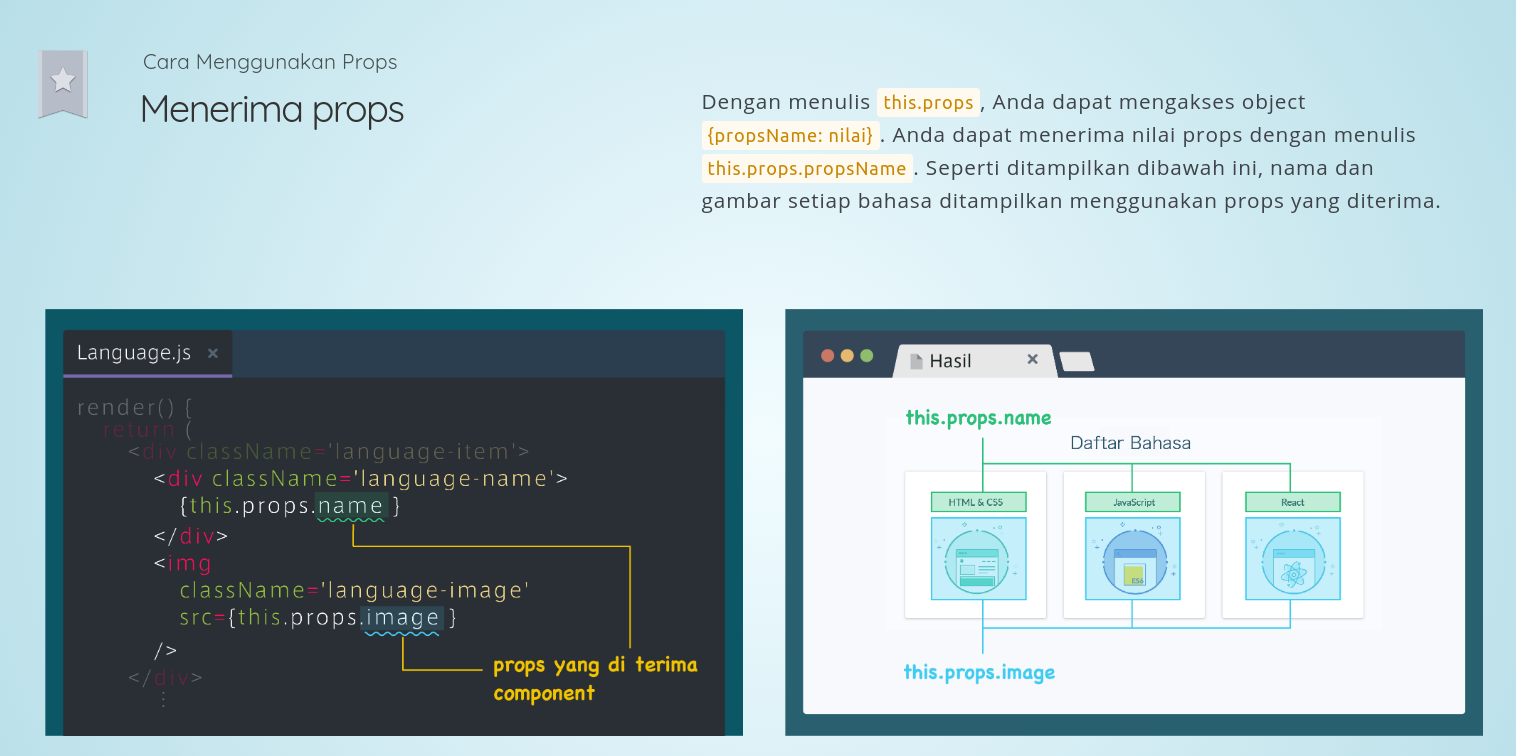 Cara Menggunakan Props
Menerima props
Dengan menulis this.props , Anda dapat mengakses object
{propsName: nilai} . Anda dapat menerima nilai props dengan menulis
this.props.propsName . Seperti ditampilkan dibawah ini, nama dan
gambar setiap bahasa ditampilkan menggunakan props yang diterima.
Language.js ×
render() {
return (
<div className='language-item'>
<div className='language-name'>
{this.props.name }
</div>
<img
className='language-image'
src={this.props.image }
/>
</div>
⋮
props yang di terima
component
Hasil ×
this.props.name
Daftar Bahasa
HTML & CSS
JavaScript
React
ES6
this.props.image